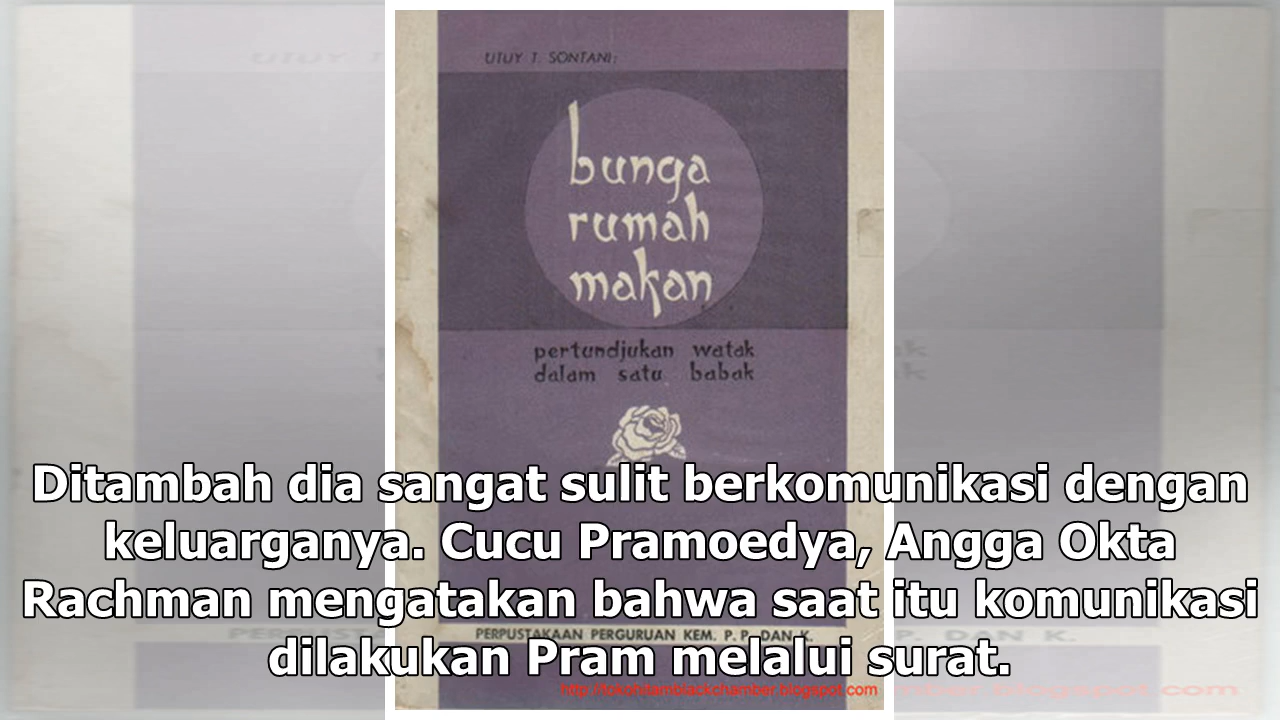 UTUY T. SONTANI:
bunga
rumah
makan
pertundjukan watak
dalam satu babak
Ditambah dia sangat sulit berkomunikasi dengan
keluarganya. Cucu Pramoedya, Angga Okta
Rachman mengatakan bahwa saat itu komunikasi
PERPUSTAKAAN PERGURUAN KEM. P. P. DAN K.
dilakukan Pram melalui surat.
http://tokohitamblackchamber.blogspot.com